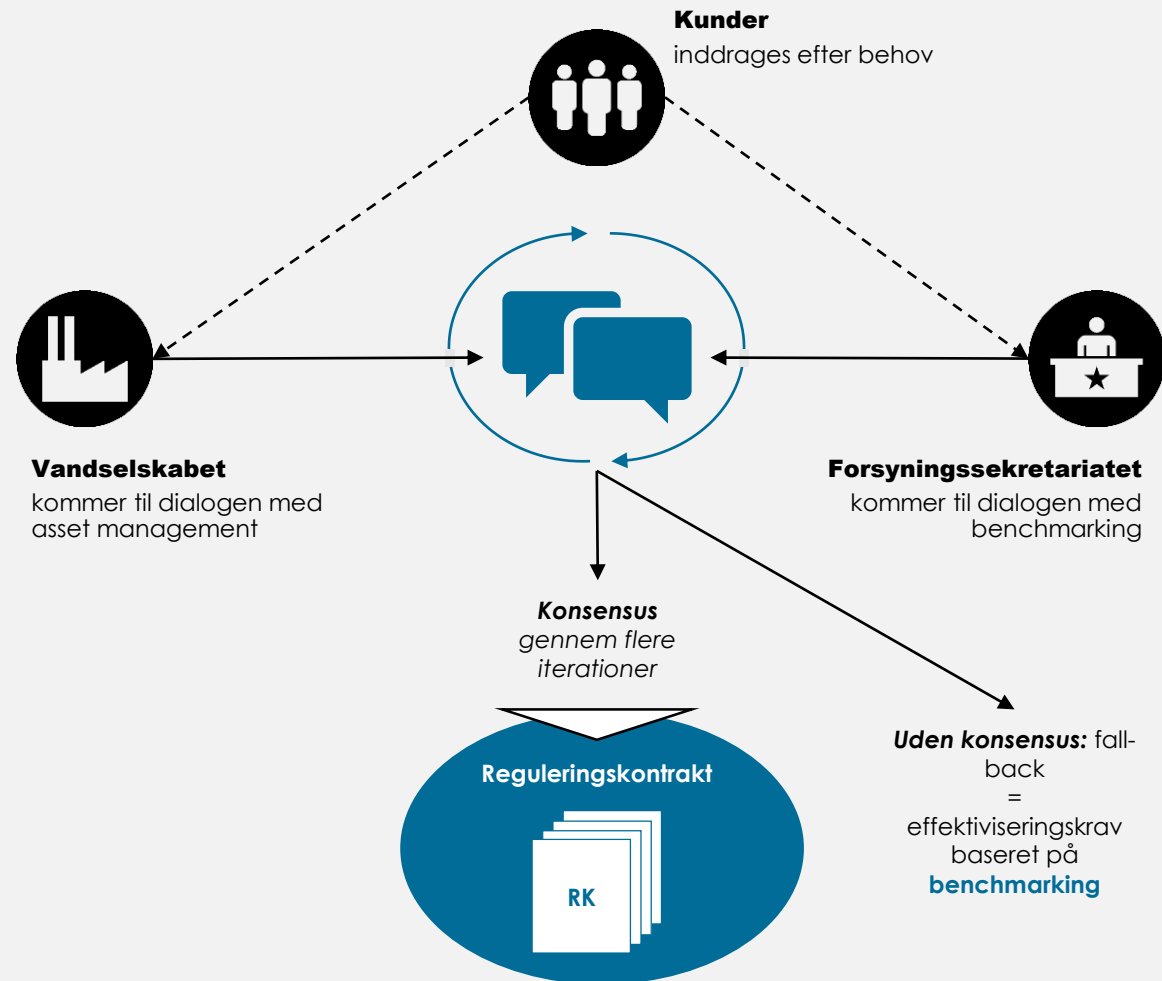 Kunder
inddrages efter behov
Vandselskabet
kommer til dialogen med
asset management
Forsyningssekretariatet
kommer til dialogen med
benchmarking
Konsensus
gennem flere
iterationer
Uden konsensus: fall-
back
=
effektiviseringskrav
baseret på
benchmarking
Reguleringskontrakt
RK